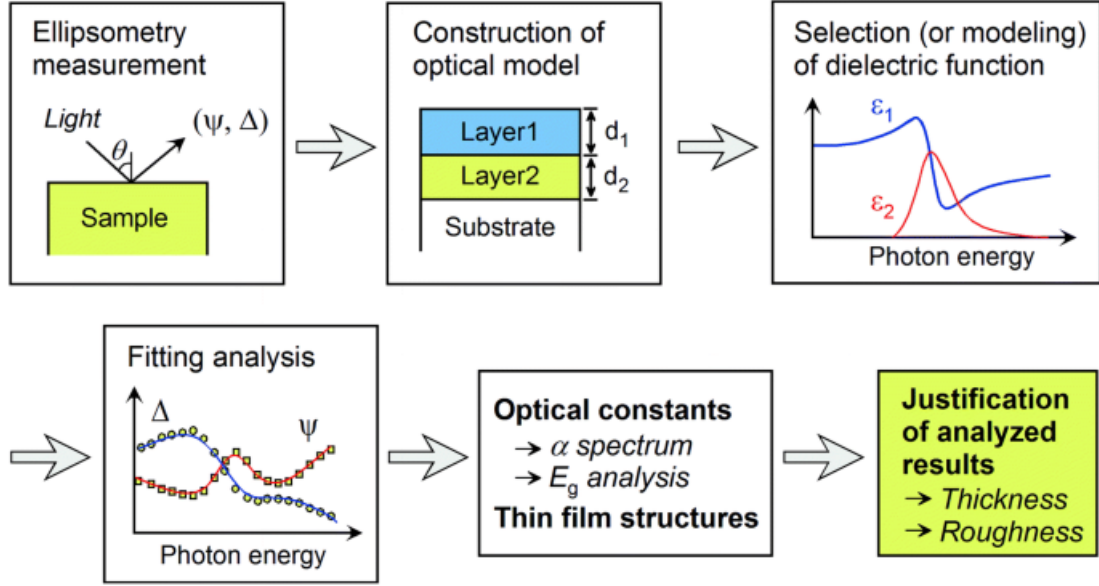 Ellipsometry
measurement
Light
(ψ, Δ)
θ
Sample
Construction of
optical model
Layer1
d₁
Layer2
d₂
Substrate
Selection (or modeling)
of dielectric function
ε₁
ε₂
Photon energy
Fitting analysis
Δ
ψ
Photon energy
Optical constants
→ α spectrum
→ E₉ analysis
Thin film structures
Justification
of analyzed
results
→ Thickness
→ Roughness